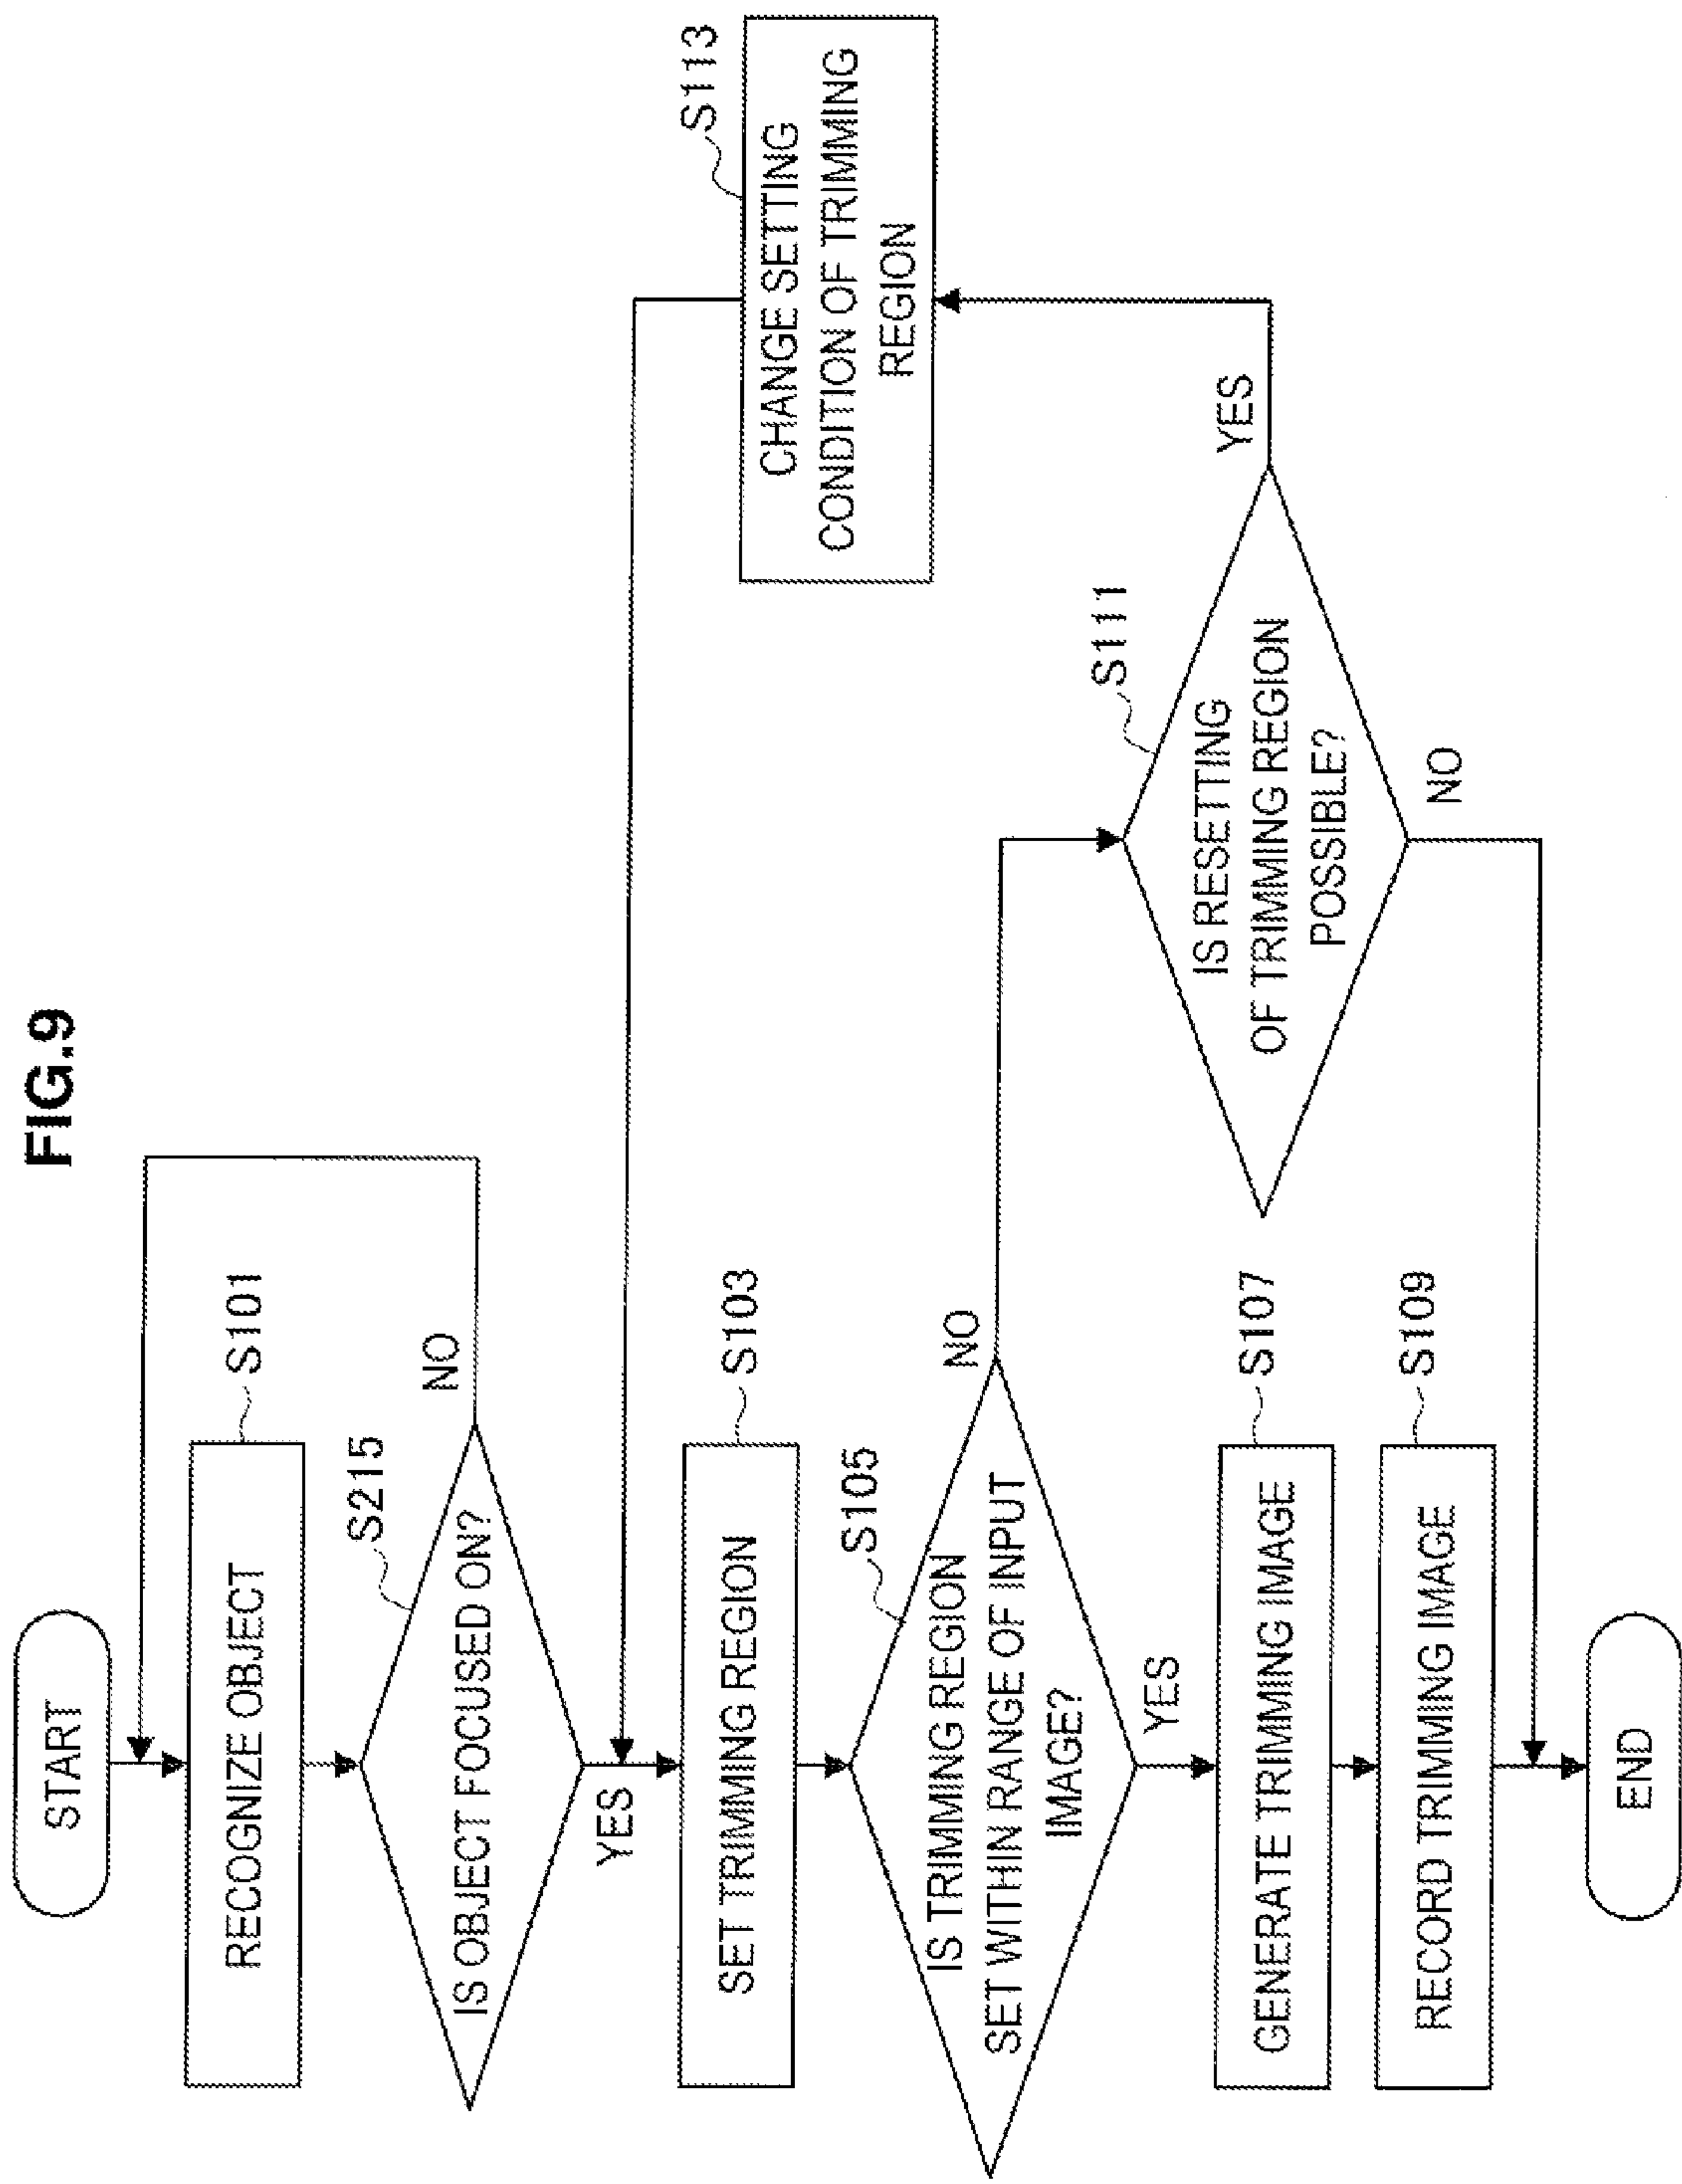 FIG.9
START
RECOGNIZE OBJECT
S101
IS OBJECT FOCUSED ON?
S215
NO
YES
SET TRIMMING REGION
S103
IS TRIMMING REGION
SET WITHIN RANGE OF INPUT
IMAGE?
S105
NO
YES
GENERATE TRIMMING IMAGE
S107
RECORD TRIMMING IMAGE
S109
END
IS RESETTING
OF TRIMMING REGION
POSSIBLE?
S111
YES
NO
CHANGE SETTING
CONDITION OF TRIMMING
REGION
S113